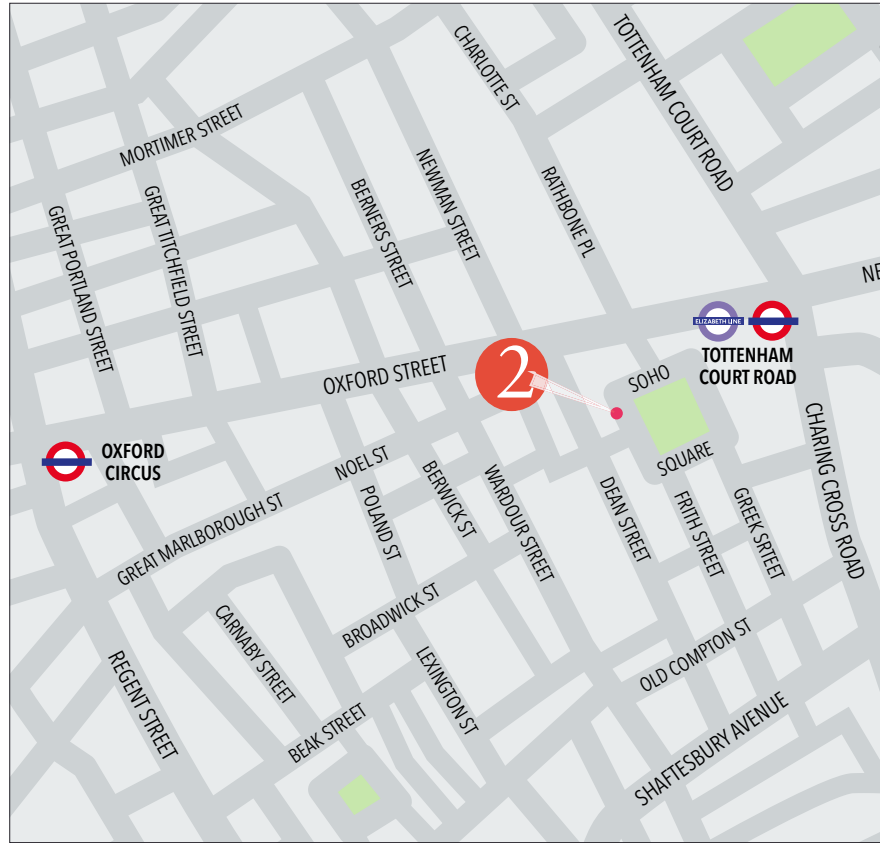 CHARLOTTE ST
TOTTENHAM COURT ROAD
MORTIMER STREET
NEWMAN STREET
BERNERS STREET
RATHBONE PL
GREAT TITCHFIELD STREET
GREAT PORTLAND STREET
NE
ELIZABETH LINE
TOTTENHAM
COURT ROAD
OXFORD STREET
2
SOHO
SQUARE
OXFORD
CIRCUS
NOEL ST
GREAT MARLBOROUGH ST
POLAND ST
BERWICK ST
WARDOUR STREET
DEAN STREET
FRITH STREET
GREEK SRTEET
CHARING CROSS ROAD
CARNABY STREET
BROADWICK ST
REGENT STREET
BEAK STREET
LEXINGTON ST
OLD COMPTON ST
SHAFTESBURY AVENUE